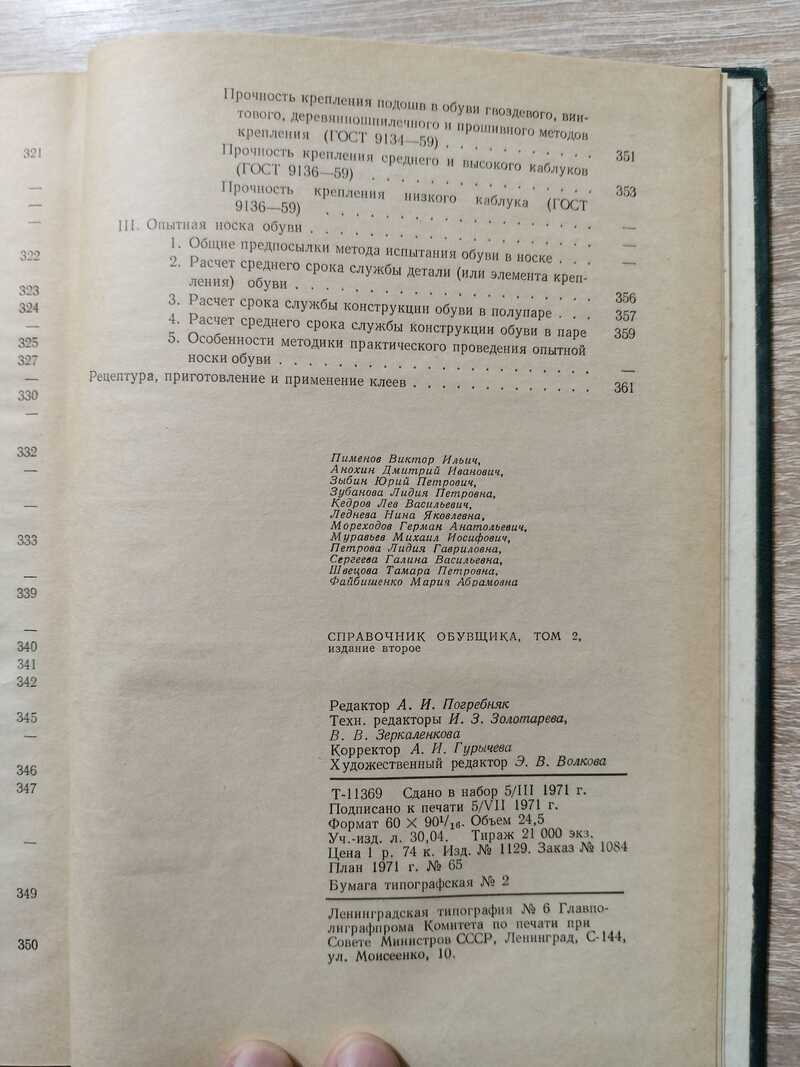 321
—
—
322
323
324
—
325
327
—
330
—
332
—
—
333
—
339
—
340
341
342
345
—
346
347
—
349
350
Прочность крепления подошв в обуви гвоздевого, вин-
тового, деревянношпилечного и прошивного методов
крепления (ГОСТ 9134—59) . . . . . . . . . . 351
Прочность крепления среднего и высокого каблуков
(ГОСТ 9136—59) . . . . . . . . . . . . . . . 353
Прочность крепления низкого каблука (ГОСТ
9136—59) . . . . . . . . . . . . . . . . . . —
III. Опытная носка обуви . . . . . . . . . . . . . . . . —
1. Общие предпосылки метода испытания обуви в носке . . . —
2. Расчет среднего срока службы детали (или элемента креп-
ления) обуви . . . . . . . . . . . . . . . . . . 356
3. Расчет срока службы конструкции обуви в полупаре . . . 357
4. Расчет среднего срока службы конструкции обуви в паре 359
5. Особенности методики практического проведения опытной
носки обуви . . . . . . . . . . . . . . . . . . . —
Рецептура, приготовление и применение клеев . . . . . . . . . . . . 361
Пименов Виктор Ильич,
Анохин Дмитрий Иванович,
Зыбин Юрий Петрович,
Зубанова Лидия Петровна,
Кедров Лев Васильевич,
Леднева Нина Яковлевна,
Мореходов Герман Анатольевич,
Муравьев Михаил Иосифович,
Петрова Лидия Гавриловна,
Сергеева Галина Васильевна,
Швецова Тамара Петровна,
Файбишенко Мария Абрамовна
СПРАВОЧНИК ОБУВЩИКА, ТОМ 2,
издание второе
Редактор А. И. Погребняк
Техн. редакторы И. З. Золотарева,
В. В. Зеркаленкова
Корректор А. И. Гурычева
Художественный редактор Э. В. Волкова
Т-11369 Сдано в набор 5/III 1971 г.
Подписано к печати 5/VII 1971 г.
Формат 60 × 90¹/₁₆. Объем 24,5
Уч.-изд. л. 30,04. Тираж 21 000 экз.
Цена 1 р. 74 к. Изд. № 1129. Заказ № 1084
План 1971 г. № 65
Бумага типографская № 2
Ленинградская типография № 6 Главпо-
лиграфпрома Комитета по печати при
Совете Министров СССР, Ленинград, С-144,
ул. Моисеенко, 10.